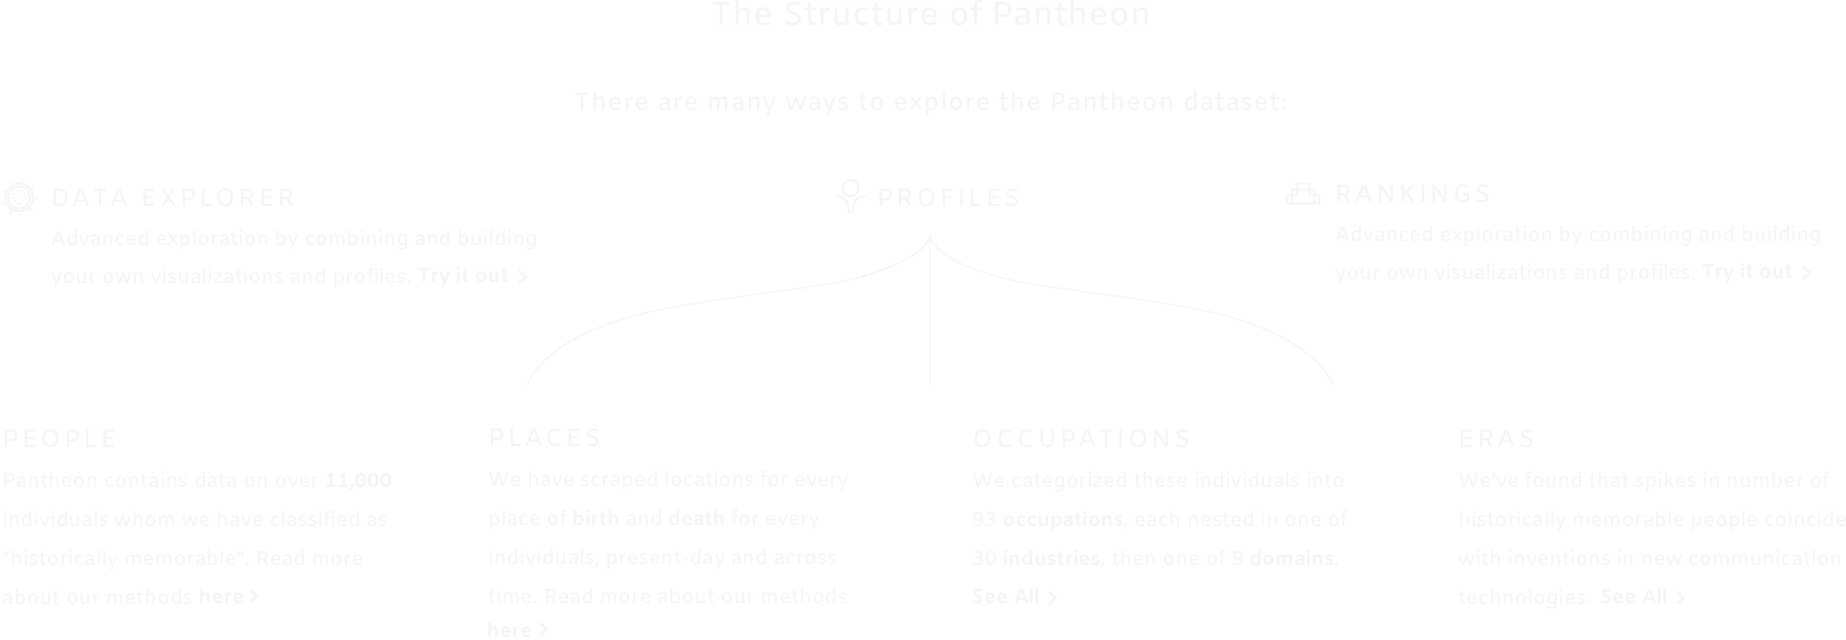 The Structure of Pantheon
There are many ways to explore the Pantheon dataset:
DATA EXPLORER
Advanced exploration by combining and building
your own visualizations and profiles. Try it out >
PROFILES
RANKINGS
Advanced exploration by combining and building
your own visualizations and profiles. Try it out >
PEOPLE
Pantheon contains data on over 11,000
individuals whom we have classified as
“historically memorable”. Read more
about our methods here >
PLACES
We have scraped locations for every
place of birth and death for every
individuals, present-day and across
time. Read more about our methods
here >
OCCUPATIONS
We categorized these individuals into
93 occupations, each nested in one of
30 industries, then one of 9 domains.
See All >
ERAS
We’ve found that spikes in number of
historically memorable people coincide
with inventions in new communication
technologies. See All >